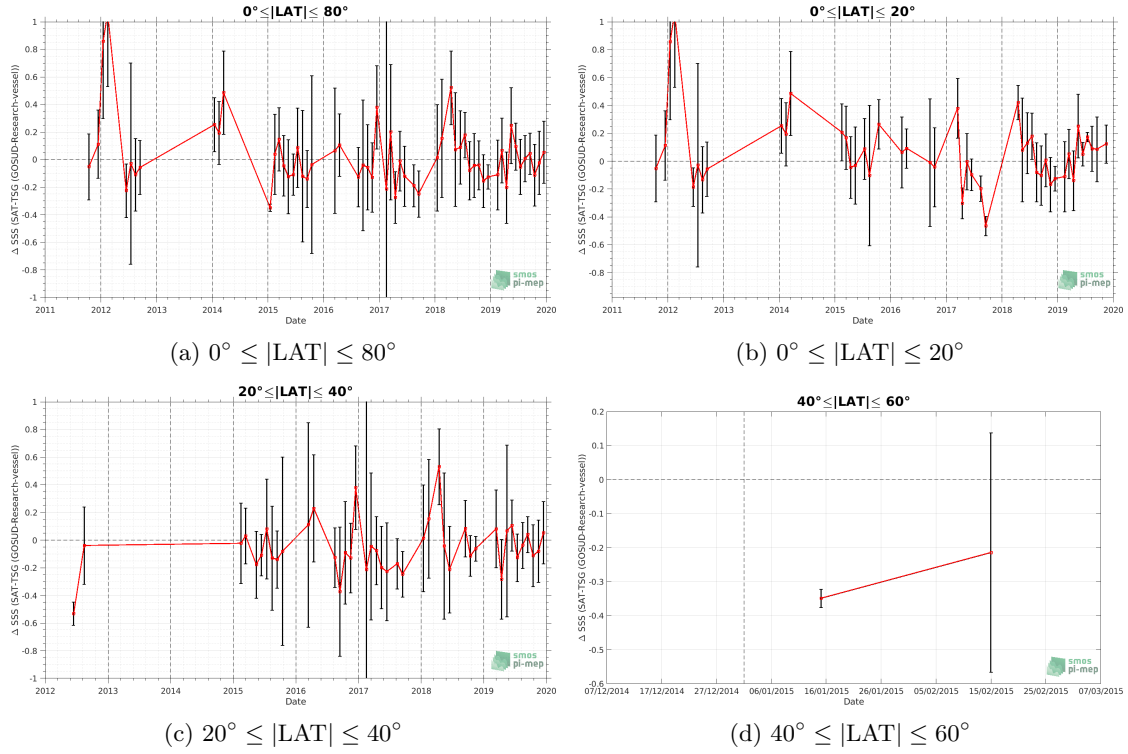 0°≤|LAT|≤ 80°
Δ SSS (SAT-TSG (GOSUD-Research-vessel))
1
0.8
0.6
0.4
0.2
0
-0.2
-0.4
-0.6
-0.8
-1
2011 2012 2013 2014 2015 2016 2017 2018 2019 2020
Date
smos
pi-mep
(a) 0° ≤ |LAT| ≤ 80°
0°≤|LAT|≤ 20°
Δ SSS (SAT-TSG (GOSUD-Research-vessel))
1
0.8
0.6
0.4
0.2
0
-0.2
-0.4
-0.6
-0.8
2011 2012 2013 2014 2015 2016 2017 2018 2019 2020
Date
smos
pi-mep
(b) 0° ≤ |LAT| ≤ 20°
20°≤|LAT|≤ 40°
Δ SSS (SAT-TSG (GOSUD-Research-vessel))
1
0.8
0.6
0.4
0.2
0
-0.2
-0.4
-0.6
-0.8
-1
2012 2013 2014 2015 2016 2017 2018 2019 2020
Date
smos
pi-mep
(c) 20° ≤ |LAT| ≤ 40°
40°≤|LAT|≤ 60°
Δ SSS (SAT-TSG (GOSUD-Research-vessel))
0.2
0.1
0
-0.1
-0.2
-0.3
-0.4
-0.5
-0.6
07/12/2014 17/12/2014 27/12/2014 06/01/2015 16/01/2015 26/01/2015 05/02/2015 15/02/2015 25/02/2015 07/03/2015
Date
smos
pi-mep
(d) 40° ≤ |LAT| ≤ 60°